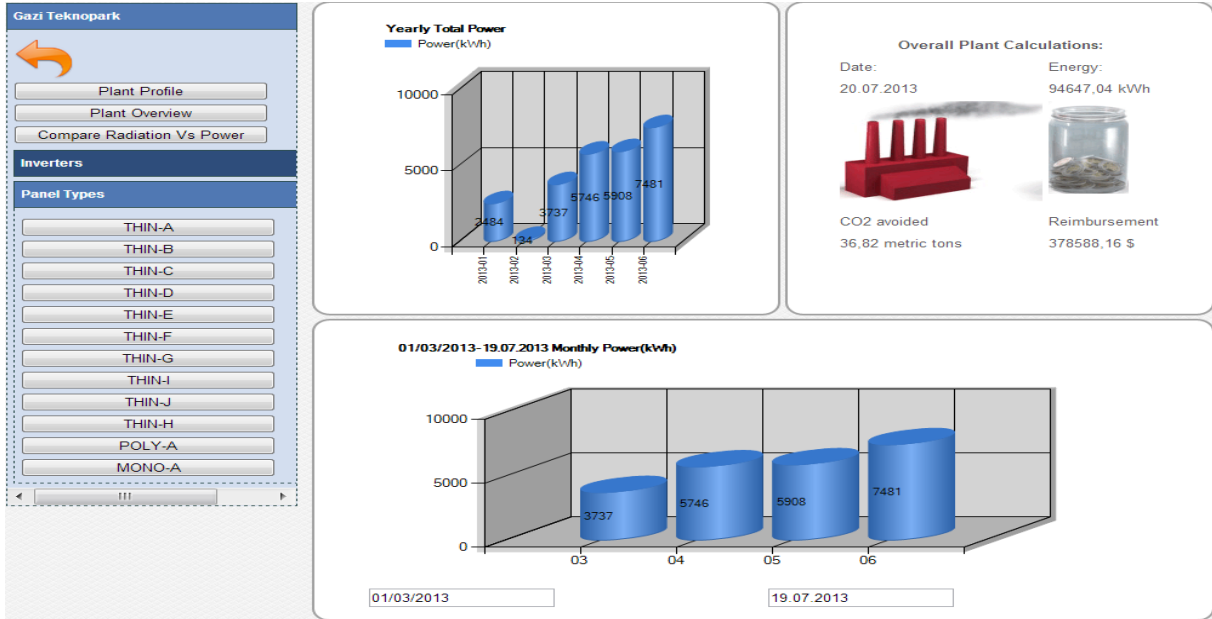 Gazi Teknopark
Plant Profile
Plant Overview
Compare Radiation Vs Power
Inverters
Panel Types
THIN-A
THIN-B
THIN-C
THIN-D
THIN-E
THIN-F
THIN-G
THIN-I
THIN-J
THIN-H
POLY-A
MONO-A
Yearly Total Power
Power(kWh)
10000
5000
0
2484
134
3737
5746
5908
7481
2013-01
2013-02
2013-03
2013-04
2013-05
2013-06
Overall Plant Calculations:
Date:
20.07.2013
Energy:
94647,04 kWh
CO2 avoided
36,82 metric tons
Reimbursement
378588,16 $
01/03/2013-19.07.2013 Monthly Power(kWh)
Power(kWh)
10000
5000
0
3737
5746
5908
7481
03
04
05
06
01/03/2013
19.07.2013